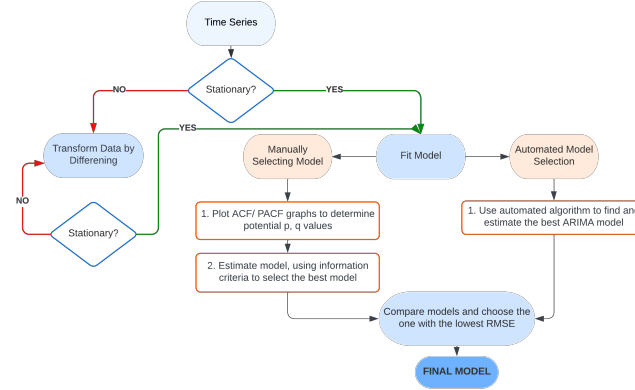 Time Series
Stationary?
NO
YES
YES
Transform Data by
Differening
Manually
Selecting Model
Fit Model
Automated Model
Selection
NO
Stationary?
1. Plot ACF/ PACF graphs to determine
potential p, q values
1. Use automated algorithm to find an
estimate the best ARIMA model
2. Estimate model, using information
criteria to select the best model
Compare models and choose the
one with the lowest RMSE
FINAL MODEL